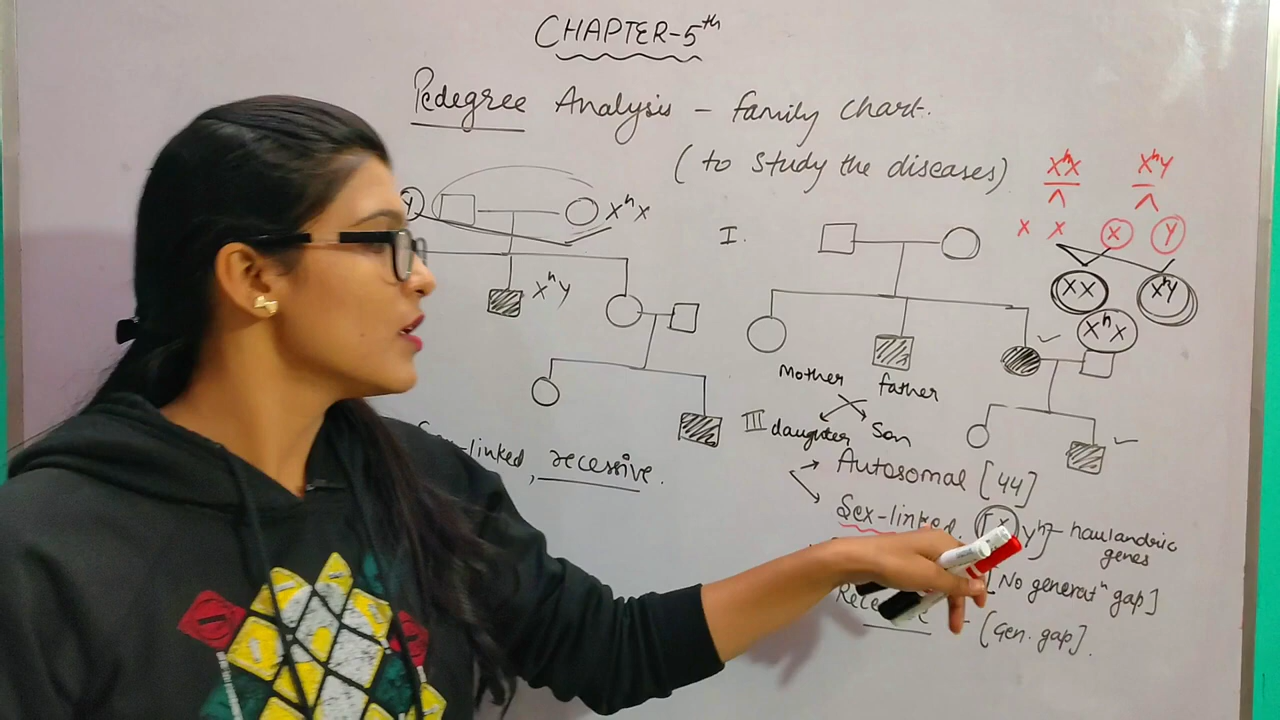 CHAPTER-5th
Pedegree Analysis - family chart.
(to study the diseases)
XhX XhY
X X X Y
XX XhY
XhX
Y XhX
XhY
I.
Mother father
III daughter Son
linked, recessive.
Autosomal [44]
Sex-linked [X Yh] - haulandric genes
[No generatn gap]
- [Gen. gap].